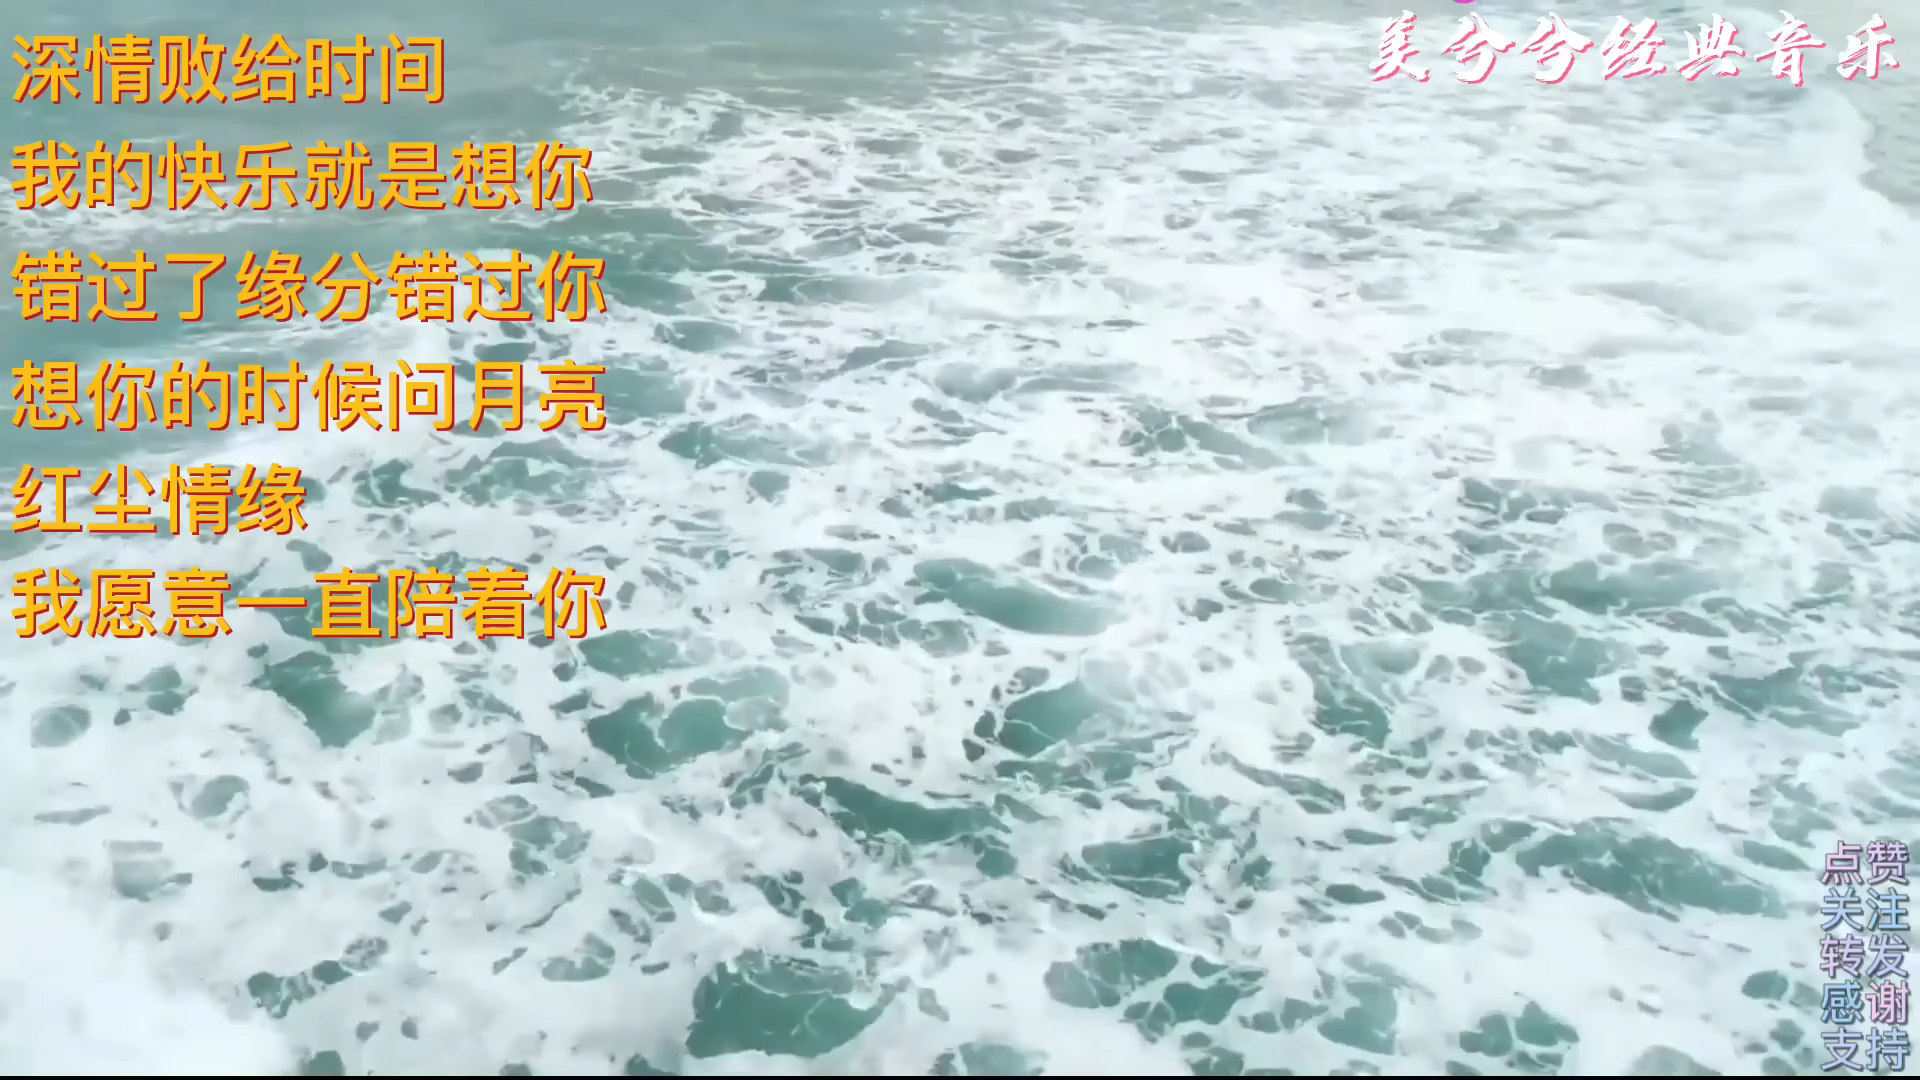 深情败给时间
我的快乐就是想你
错过了缘分错过你
想你的时候问月亮
红尘情缘
我愿意一直陪着你
美兮兮经典音乐
点赞
关注
转发
感谢
支持